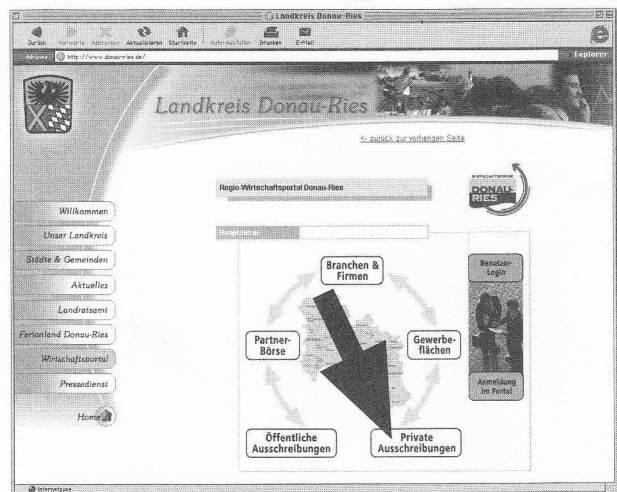 Landkreis Donau-Ries
Zurück Vorwärts Abbrechen Aktualisieren Startseite Auto-Ausfüllen Drucken E-Mail
Adresse: http://www.donau-ries.de/
Explorer
Landkreis Donau-Ries
<- zurück zur vorherigen Seite
Regio-Wirtschaftsportal Donau-Ries
DONAU-
RIES
Willkommen
Unser Landkreis
Städte & Gemeinden
Aktuelles
Landratsamt
Ferienland Donau-Ries
Wirtschaftsportal
Pressedienst
Home
Branchen &
Firmen
Partner-
Börse
Gewerbe-
flächen
Öffentliche
Ausschreibungen
Private
Ausschreibungen
Benutzer-
Login
Anmeldung
im Portal
Internetzone